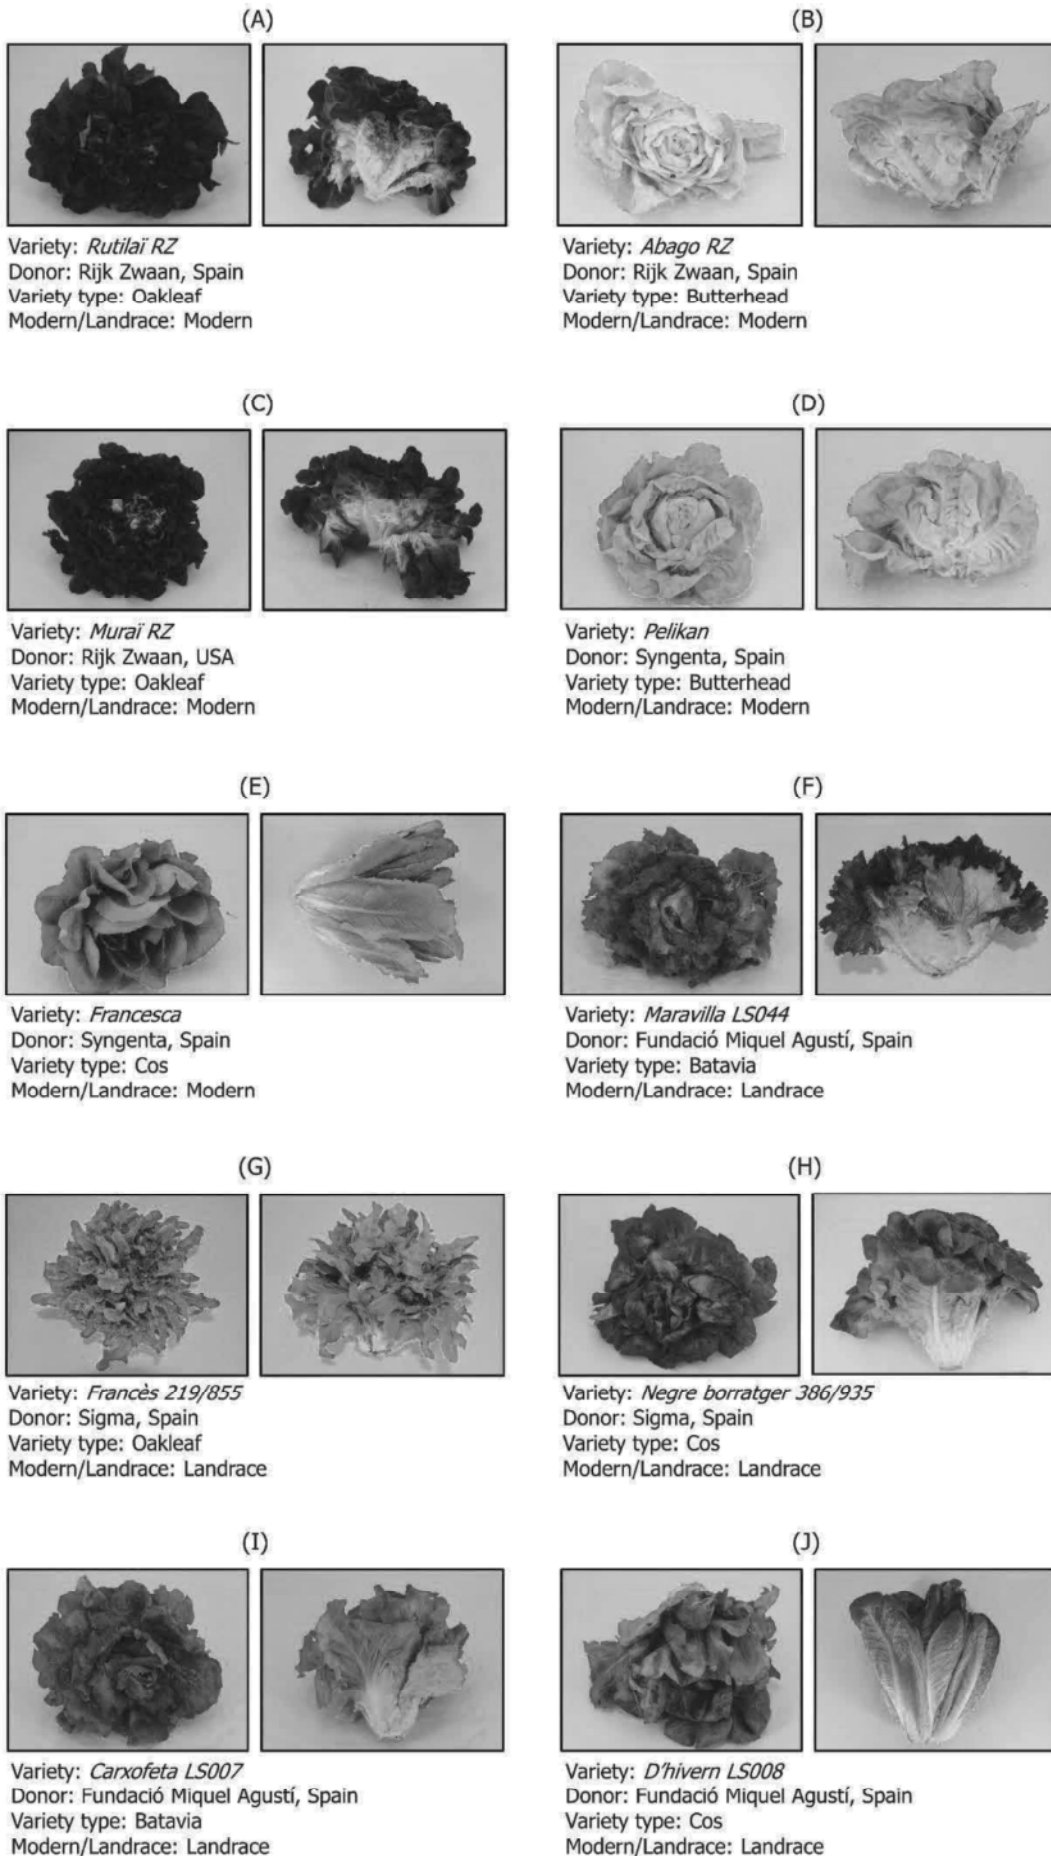 (A)
Variety: Rutilaï RZ
Donor: Rijk Zwaan, Spain
Variety type: Oakleaf
Modern/Landrace: Modern
(B)
Variety: Abago RZ
Donor: Rijk Zwaan, Spain
Variety type: Butterhead
Modern/Landrace: Modern
(C)
Variety: Muraï RZ
Donor: Rijk Zwaan, USA
Variety type: Oakleaf
Modern/Landrace: Modern
(D)
Variety: Pelikan
Donor: Syngenta, Spain
Variety type: Butterhead
Modern/Landrace: Modern
(E)
Variety: Francesca
Donor: Syngenta, Spain
Variety type: Cos
Modern/Landrace: Modern
(F)
Variety: Maravilla LS044
Donor: Fundació Miquel Agustí, Spain
Variety type: Batavia
Modern/Landrace: Landrace
(G)
Variety: Francès 219/855
Donor: Sigma, Spain
Variety type: Oakleaf
Modern/Landrace: Landrace
(H)
Variety: Negre borratger 386/935
Donor: Sigma, Spain
Variety type: Cos
Modern/Landrace: Landrace
(I)
Variety: Carxofeta LS007
Donor: Fundació Miquel Agustí, Spain
Variety type: Batavia
Modern/Landrace: Landrace
(J)
Variety: D'hivern LS008
Donor: Fundació Miquel Agustí, Spain
Variety type: Cos
Modern/Landrace: Landrace